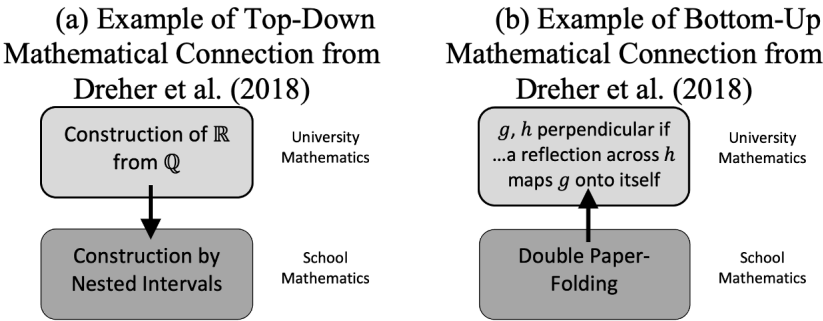 (a) Example of Top-Down
Mathematical Connection from
Dreher et al. (2018)
Construction of ℝ
from ℚ
University
Mathematics
Construction by
Nested Intervals
School
Mathematics
(b) Example of Bottom-Up
Mathematical Connection from
Dreher et al. (2018)
g, h perpendicular if
...a reflection across h
maps g onto itself
University
Mathematics
Double Paper-
Folding
School
Mathematics